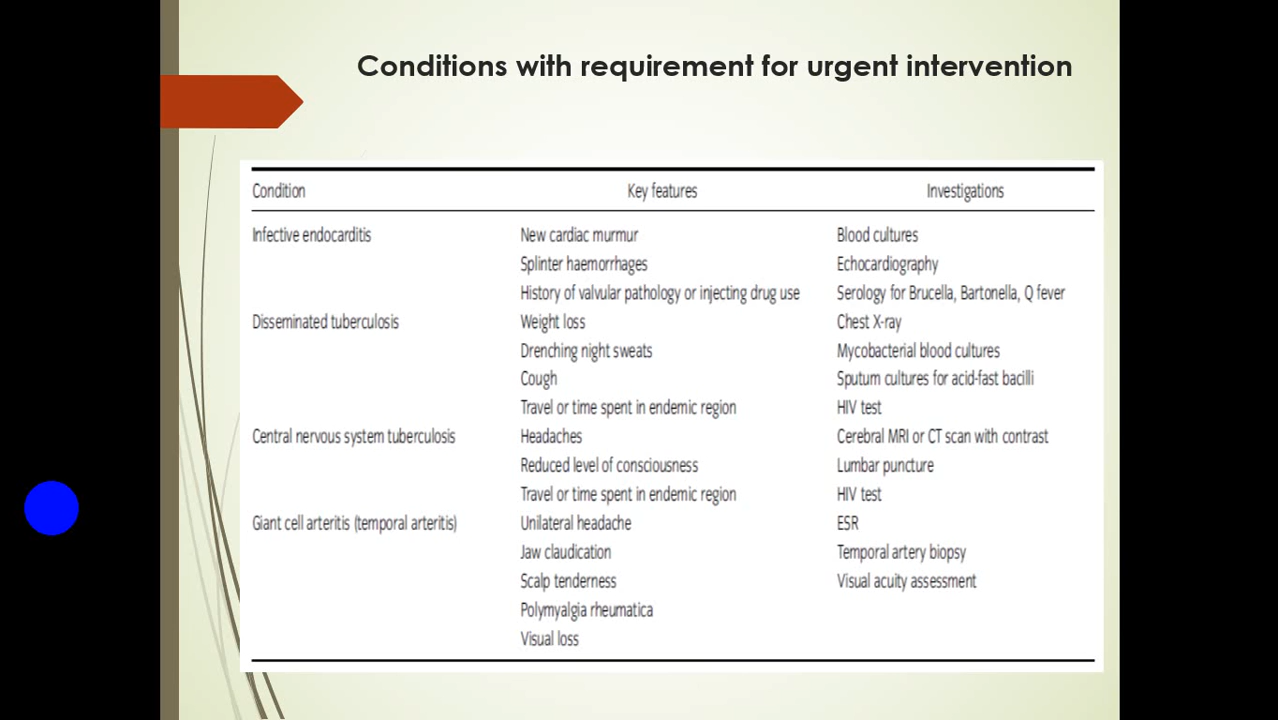 Conditions with requirement for urgent intervention
Condition Key features Investigations
Infective endocarditis New cardiac murmur Blood cultures
Splinter haemorrhages Echocardiography
History of valvular pathology or injecting drug use Serology for Brucella, Bartonella, Q fever
Disseminated tuberculosis Weight loss Chest X-ray
Drenching night sweats Mycobacterial blood cultures
Cough Sputum cultures for acid-fast bacilli
Travel or time spent in endemic region HIV test
Central nervous system tuberculosis Headaches Cerebral MRI or CT scan with contrast
Reduced level of consciousness Lumbar puncture
Travel or time spent in endemic region HIV test
Giant cell arteritis (temporal arteritis) Unilateral headache ESR
Jaw claudication Temporal artery biopsy
Scalp tenderness Visual acuity assessment
Polymyalgia rheumatica
Visual loss